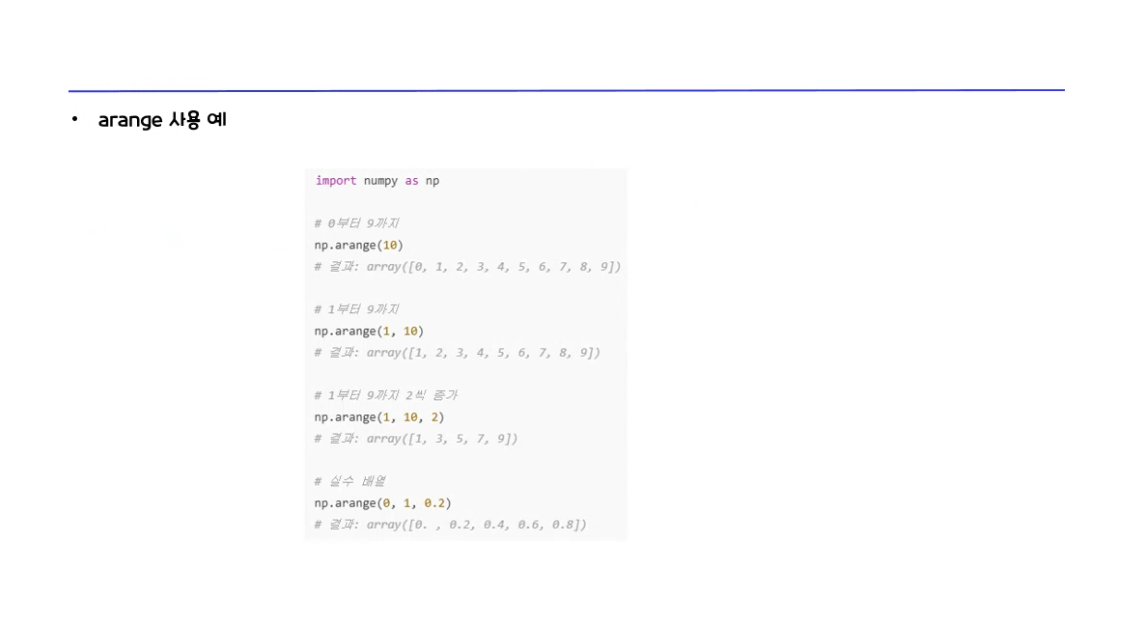 • arange 사용 예
import numpy as np
# 0부터 9까지
np.arange(10)
# 결과: array([0, 1, 2, 3, 4, 5, 6, 7, 8, 9])
# 1부터 9까지
np.arange(1, 10)
# 결과: array([1, 2, 3, 4, 5, 6, 7, 8, 9])
# 1부터 9까지 2씩 증가
np.arange(1, 10, 2)
# 결과: array([1, 3, 5, 7, 9])
# 실수 배열
np.arange(0, 1, 0.2)
# 결과: array([0. , 0.2, 0.4, 0.6, 0.8])